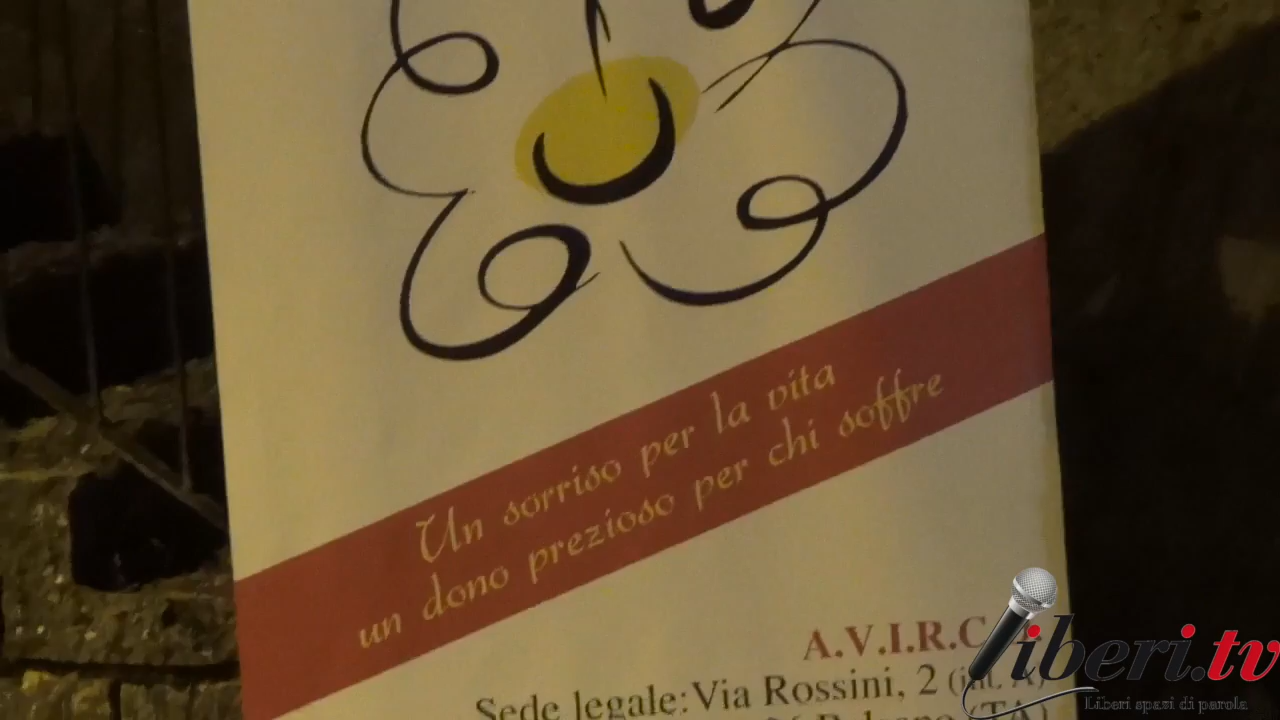 Un sorriso per la vita
un dono prezioso per chi soffre
A.V.I.R.C
Sede legale: Via Rossini, 2 (int. A)
(TA)
liberi.tv
Liberi spazi di parola